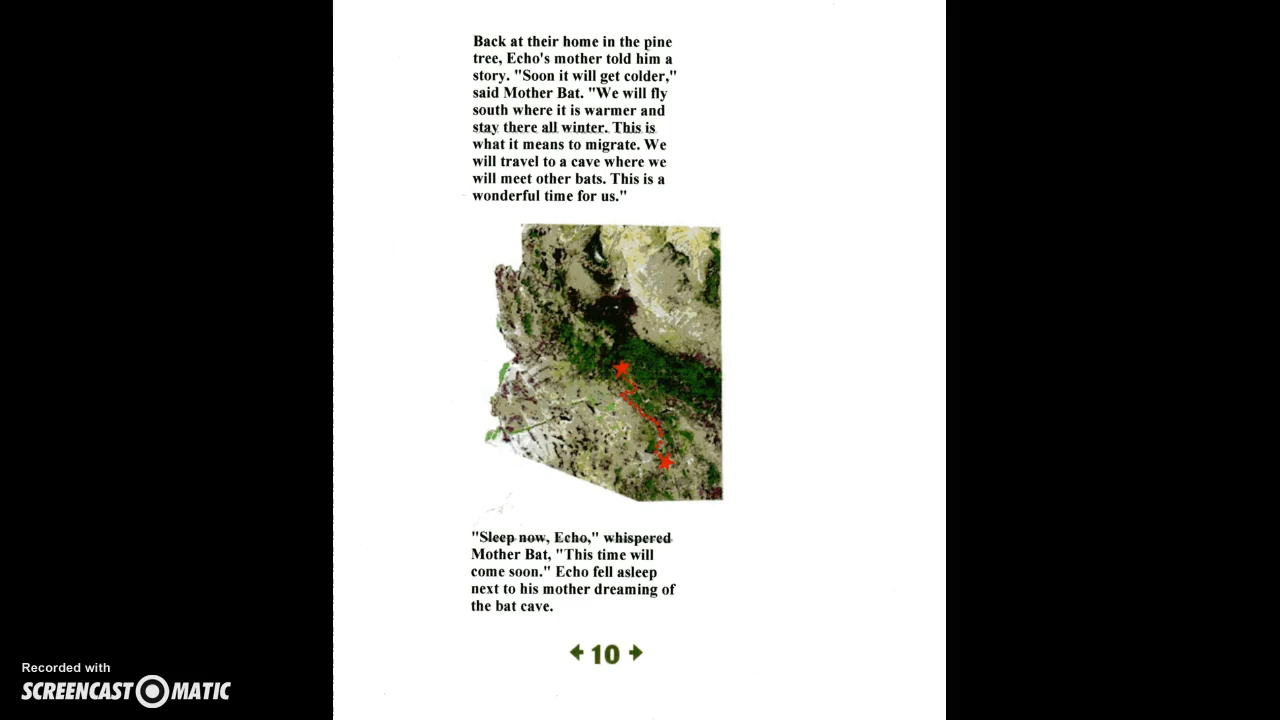 Back at their home in the pine
tree, Echo's mother told him a
story. "Soon it will get colder,"
said Mother Bat. "We will fly
south where it is warmer and
stay there all winter. This is
what it means to migrate. We
will travel to a cave where we
will meet other bats. This is a
wonderful time for us."
"Sleep now, Echo," whispered
Mother Bat, "This time will
come soon." Echo fell asleep
next to his mother dreaming of
the bat cave.
10
Recorded with
SCREENCAST MATIC